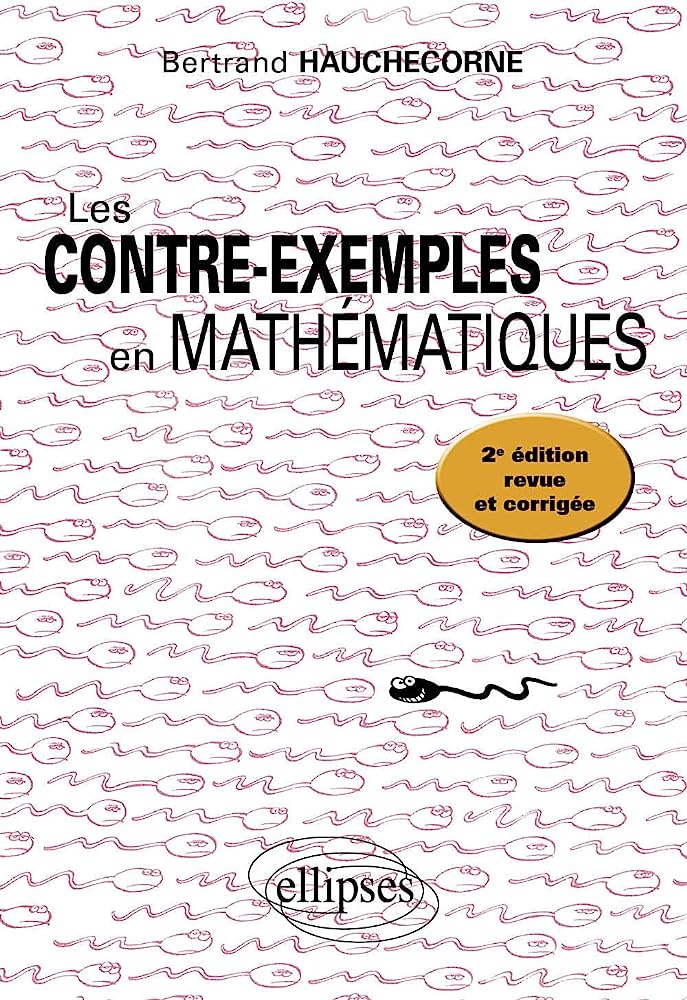 Bertrand HAUCHECORNE
Les
CONTRE-EXEMPLES
en MATHÉMATIQUES
2e édition
revue
et corrigée
ellipses